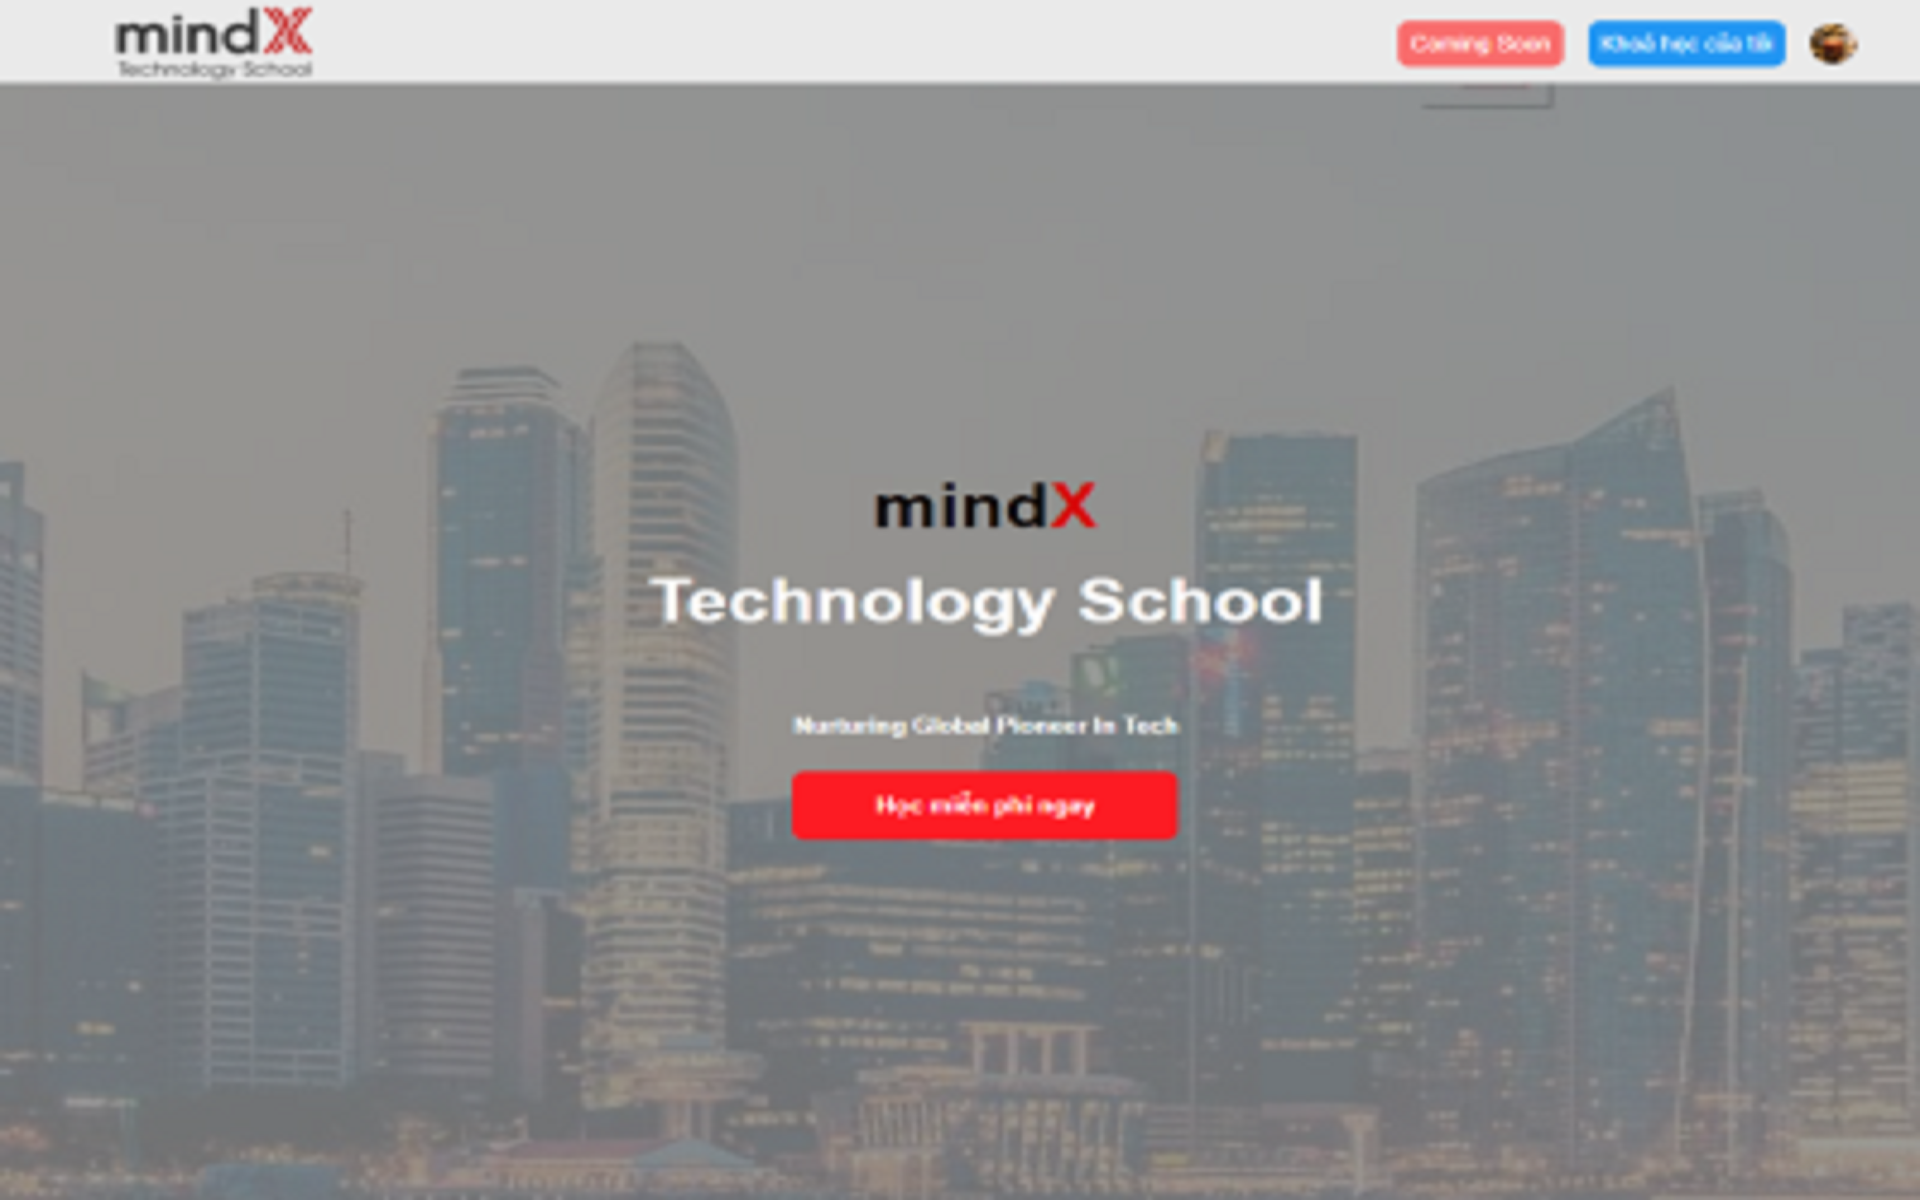 mindX
Technology School
Coming Soon
Khoá học của tôi
mindX
Technology School
Nurturing Global Pioneer In Tech
Học miễn phí ngay